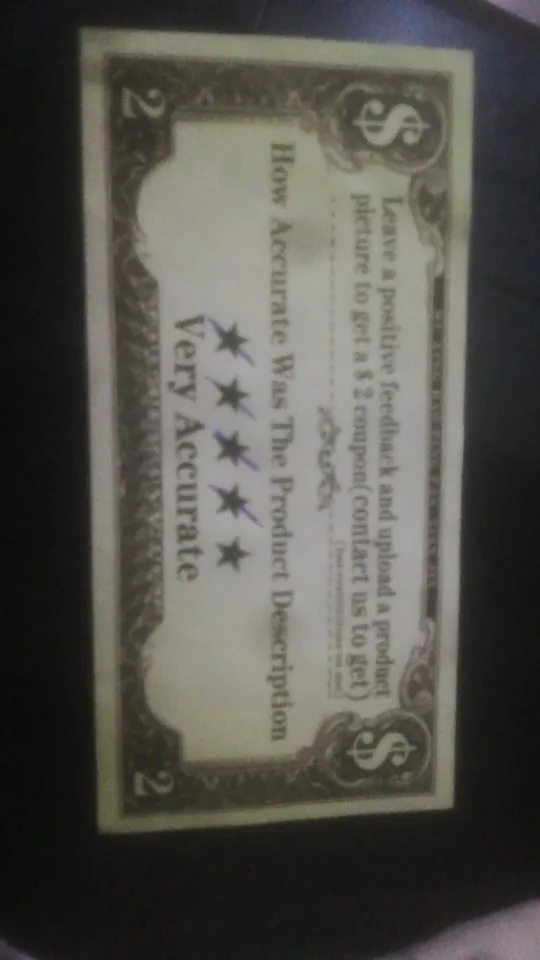 $ $
Leave a positive feedback and upload a product
picture to get a $ 2 coupon(contact us to get)
How Accurate Was The Product Description
★ ★ ★ ★ ★
Very Accurate
2 2